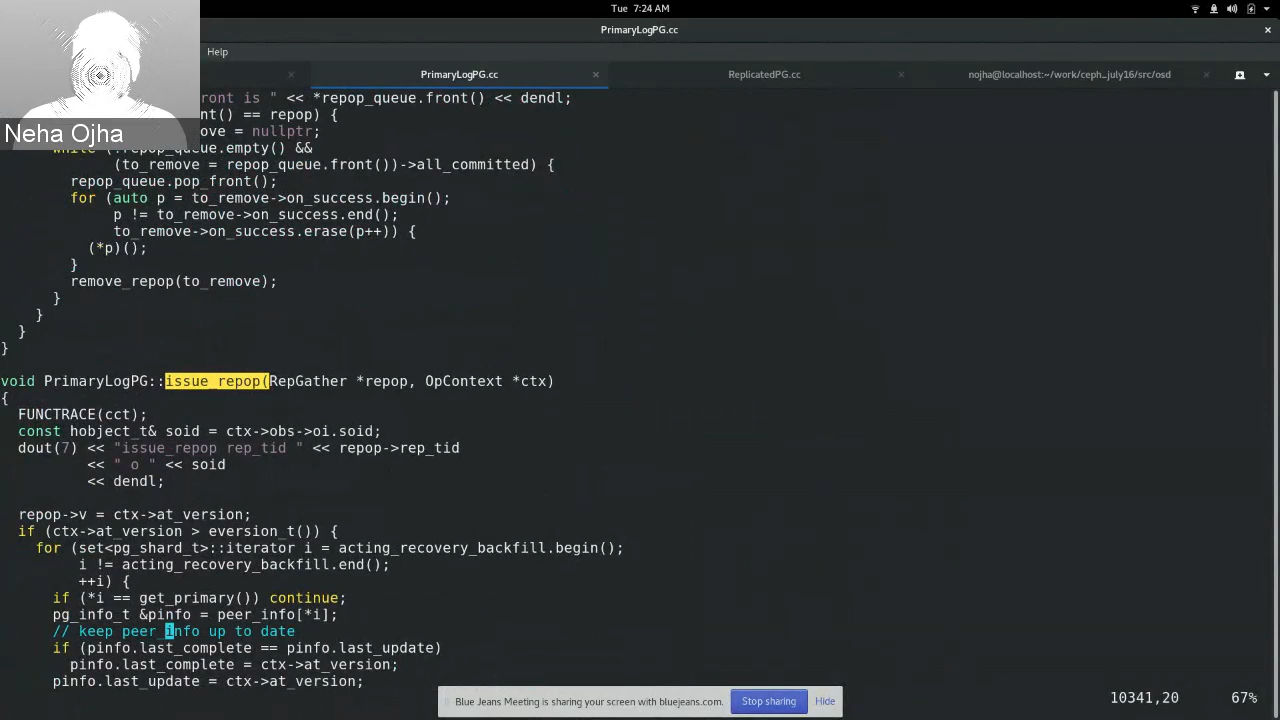 Tue 7:24 AM
PrimaryLogPG.cc
Help
PrimaryLogPG.cc
ReplicatedPG.cc
nojha@localhost:~/work/ceph_july16/src/osd
Neha Ojha
ront is " << *repop_queue.front() << dendl;
nt() == repop) {
ove = nullptr;
while (!repop_queue.empty() &&
(to_remove = repop_queue.front())->all_committed) {
repop_queue.pop_front();
for (auto p = to_remove->on_success.begin();
p != to_remove->on_success.end();
to_remove->on_success.erase(p++)) {
(*p)();
}
remove_repop(to_remove);
}
}
}
}
void PrimaryLogPG::issue_repop(RepGather *repop, OpContext *ctx)
{
FUNCTRACE(cct);
const hobject_t& soid = ctx->obs->oi.soid;
dout(7) << "issue_repop rep_tid " << repop->rep_tid
<< " o " << soid
<< dendl;
repop->v = ctx->at_version;
if (ctx->at_version > eversion_t()) {
for (set<pg_shard_t>::iterator i = acting_recovery_backfill.begin();
i != acting_recovery_backfill.end();
++i) {
if (*i == get_primary()) continue;
pg_info_t &pinfo = peer_info[*i];
// keep peer_info up to date
if (pinfo.last_complete == pinfo.last_update)
pinfo.last_complete = ctx->at_version;
pinfo.last_update = ctx->at_version;
Blue Jeans Meeting is sharing your screen with bluejeans.com.
Stop sharing
Hide
10341,20
67%